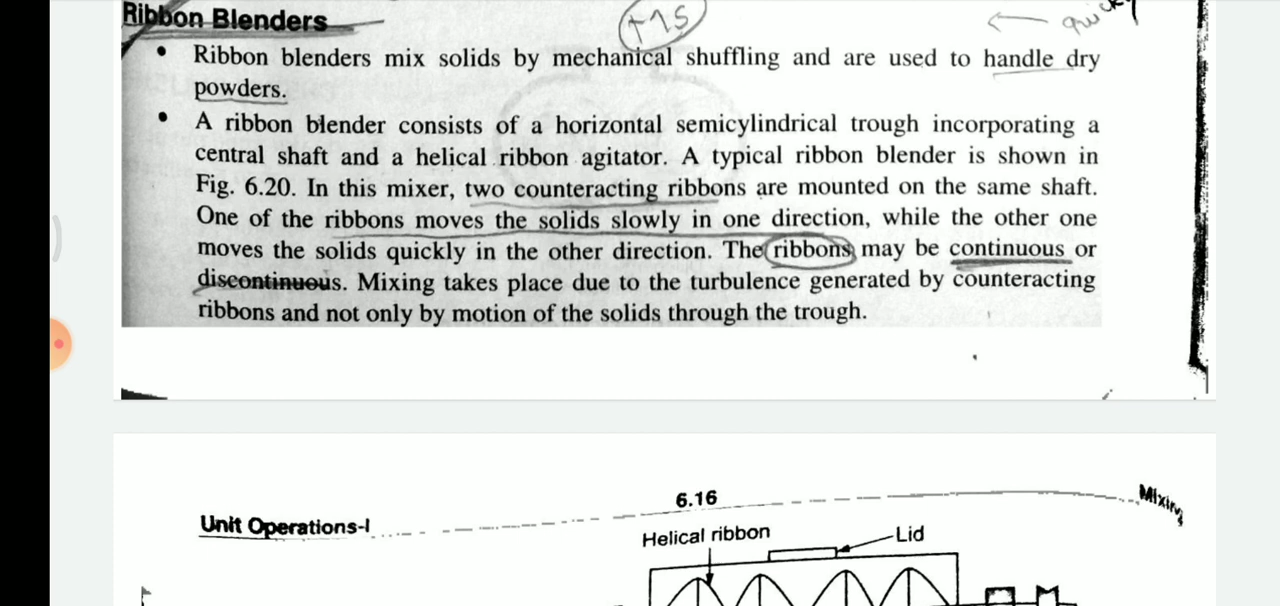 Ribbon Blenders
• Ribbon blenders mix solids by mechanical shuffling and are used to handle dry
powders.
• A ribbon blender consists of a horizontal semicylindrical trough incorporating a
central shaft and a helical ribbon agitator. A typical ribbon blender is shown in
Fig. 6.20. In this mixer, two counteracting ribbons are mounted on the same shaft.
One of the ribbons moves the solids slowly in one direction, while the other one
moves the solids quickly in the other direction. The ribbons may be continuous or
discontinuous. Mixing takes place due to the turbulence generated by counteracting
ribbons and not only by motion of the solids through the trough.
Unit Operations-I
6.16
Mixing
Helical ribbon
Lid
M